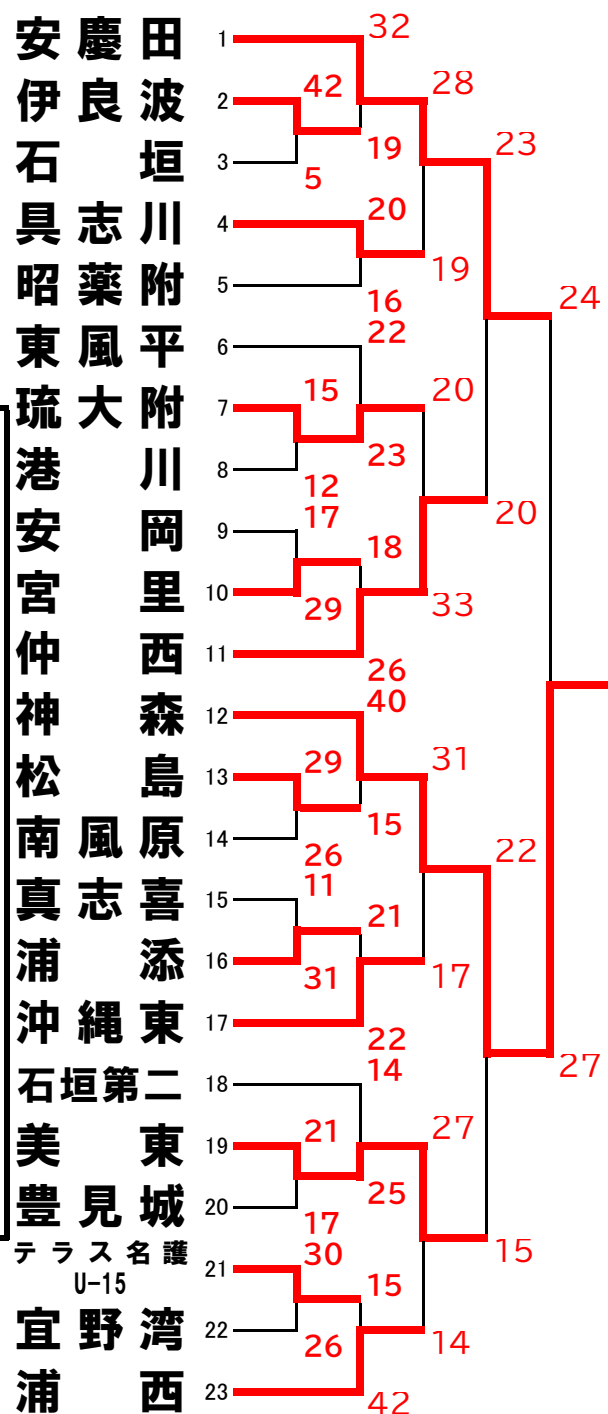 安慶田 1 32
伊良波 2 42 28
石垣 3 5 19 23
具志川 4 20
昭薬附 5 16 19 24
東風平 6 22
琉大附 7 15 20
港川 8 12 23
安岡 9 17 18 20
宮里 10 29 33
仲西 11 26
神森 12 40
松島 13 29 31
南風原 14 26 15 22
真志喜 15 11 21
浦添 16 31 17
沖縄東 17 22 27
石垣第二 18 14
美東 19 21 27
豊見城 20 17 25 15
テラス名護
U-15 21 30 15
宜野湾 22 26 14
浦西 23 42